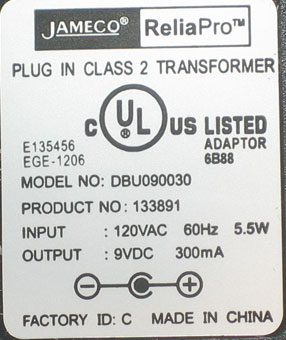 JAMECO® ReliaPro™
PLUG IN CLASS 2 TRANSFORMER
C UL® US LISTED
E135456 ADAPTOR
EGE-1206 6B88
MODEL NO: DBU090030
PRODUCT NO : 133891
INPUT : 120VAC 60Hz 5.5W
OUTPUT : 9VDC 300mA
FACTORY ID: C MADE IN CHINA